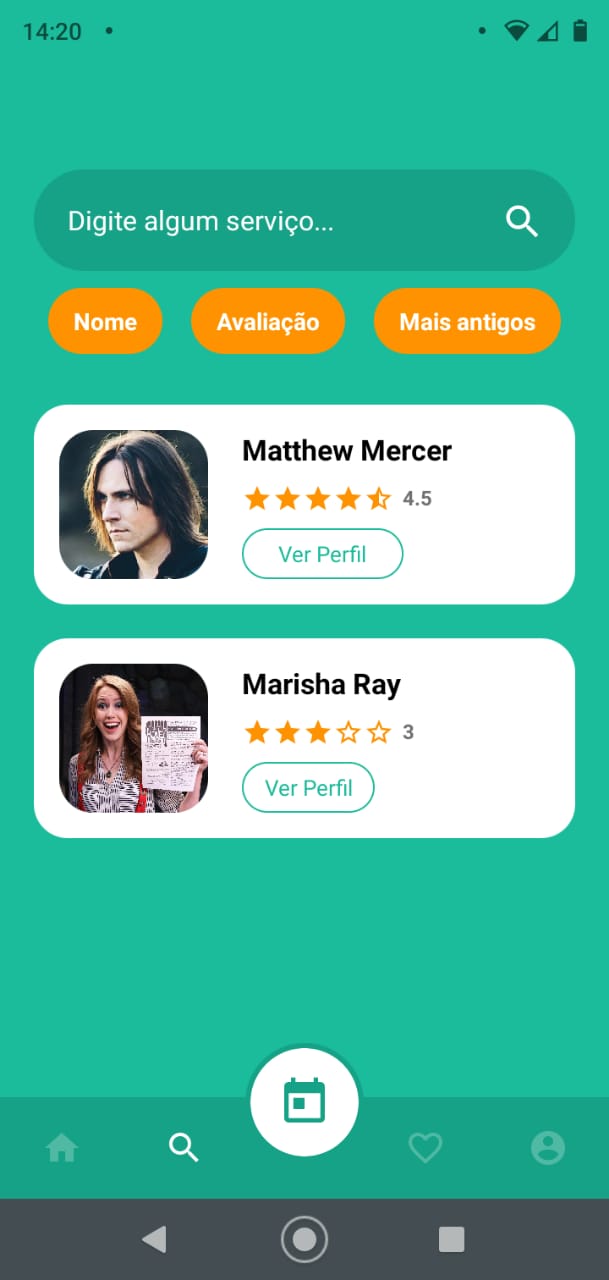 14:20
Digite algum serviço...
Nome
Avaliação
Mais antigos
Matthew Mercer
4.5
Ver Perfil
Marisha Ray
3
Ver Perfil